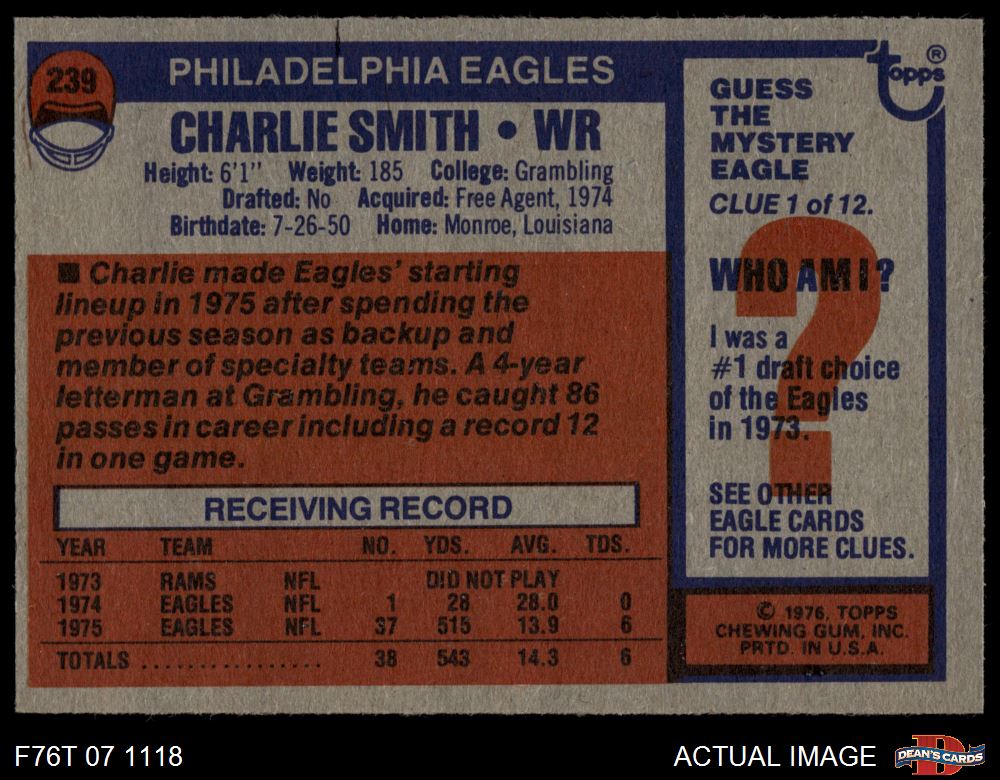 239
PHILADELPHIA EAGLES
CHARLIE SMITH • WR
Height: 6'1'' Weight: 185 College: Grambling
Drafted: No Acquired: Free Agent, 1974
Birthdate: 7-26-50 Home: Monroe, Louisiana
■ Charlie made Eagles' starting
lineup in 1975 after spending the
previous season as backup and
member of specialty teams. A 4-year
letterman at Grambling, he caught 86
passes in career including a record 12
in one game.
RECEIVING RECORD
YEAR TEAM NO. YDS. AVG. TDS.
1973 RAMS NFL DID NOT PLAY
1974 EAGLES NFL 1 28 28.0 0
1975 EAGLES NFL 37 515 13.9 6
TOTALS ................. 38 543 14.3 6
topps ®
GUESS
THE
MYSTERY
EAGLE
CLUE 1 of 12.
?
WHO AM I?
I was a
#1 draft choice
of the Eagles
in 1973.
SEE OTHER
EAGLE CARDS
FOR MORE CLUES.
© 1976, TOPPS
CHEWING GUM, INC.
PRTD. IN U.S.A.
F76T 07 1118
ACTUAL IMAGE
D
DEAN'S CARDS